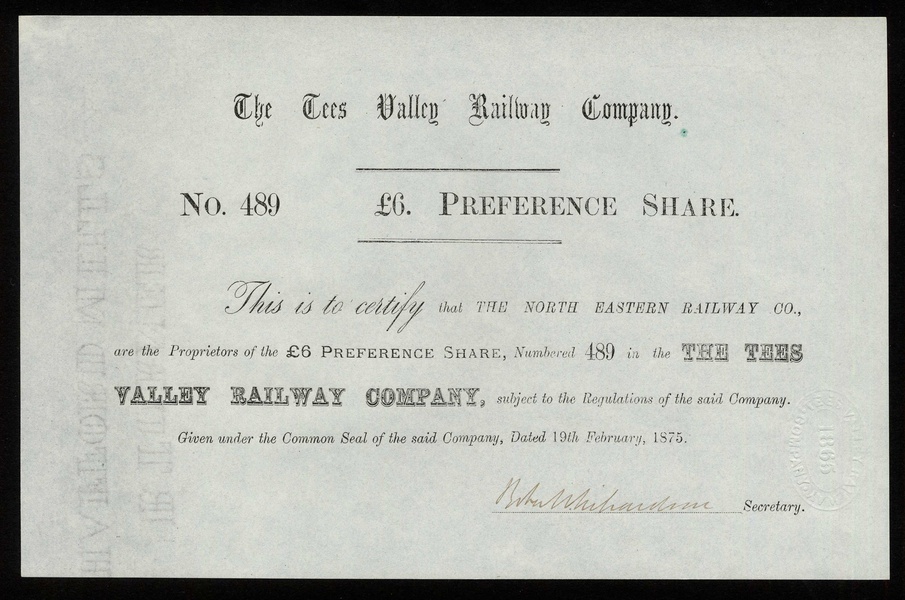 The Tees Valley Railway Company.
No. 489 £6. PREFERENCE SHARE.
This is to certify that THE NORTH EASTERN RAILWAY CO.,
are the Proprietors of the £6 PREFERENCE SHARE, Numbered 489 in the THE TEES
VALLEY RAILWAY COMPANY, subject to the Regulations of the said Company.
Given under the Common Seal of the said Company, Dated 19th February, 1875.
Secretary.
1865
COMPANY